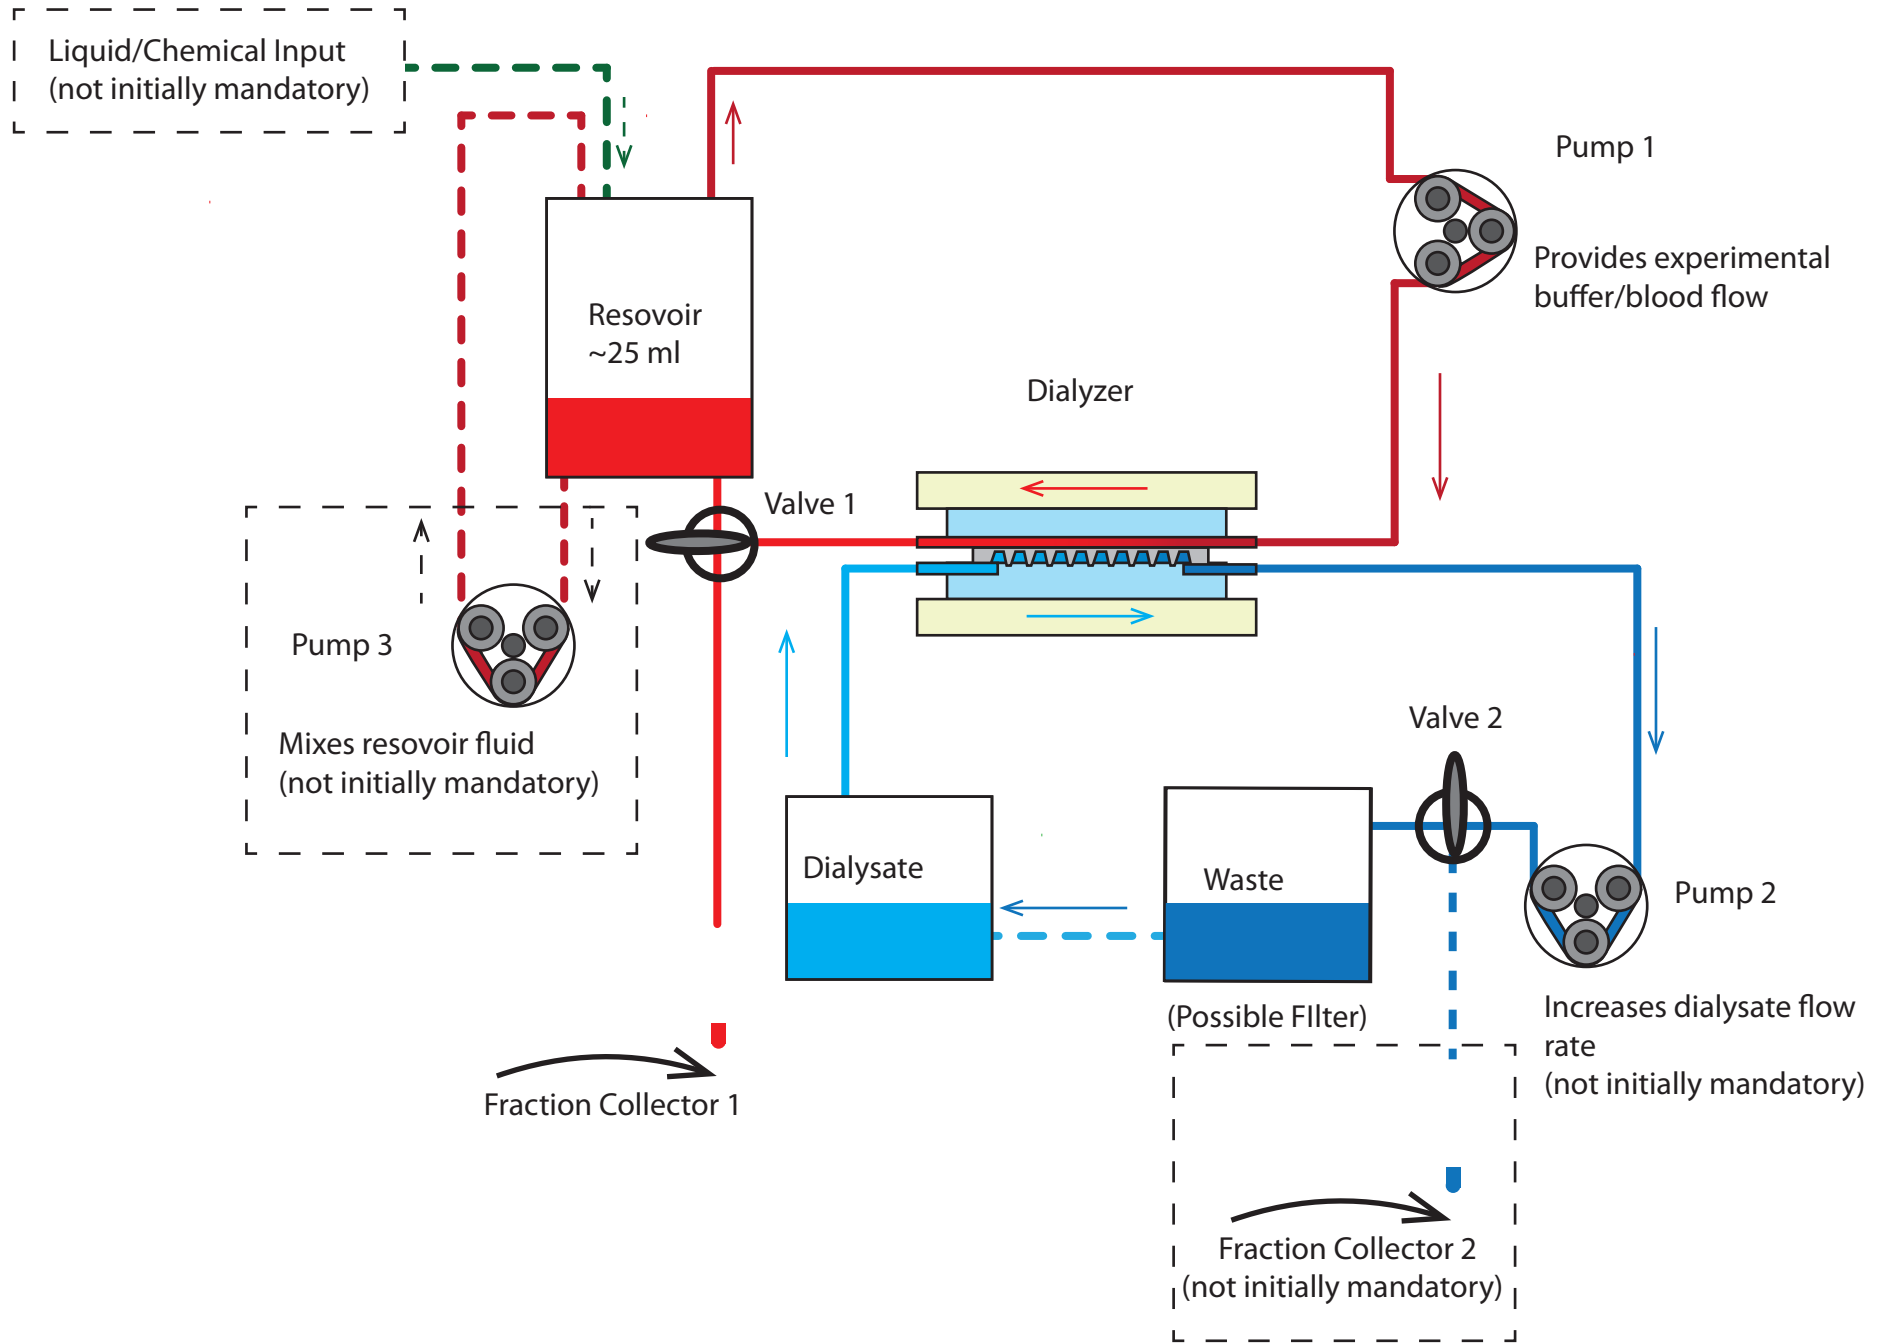 Liquid/Chemical Input
(not initially mandatory)
Pump 1
Provides experimental
buffer/blood flow
Resovoir
~25 ml
Dialyzer
Valve 1
Pump 3
Mixes resovoir fluid
(not initially mandatory)
Valve 2
Dialysate
Waste
Pump 2
(Possible FIlter)
Increases dialysate flow
rate
(not initially mandatory)
Fraction Collector 1
Fraction Collector 2
(not initially mandatory)